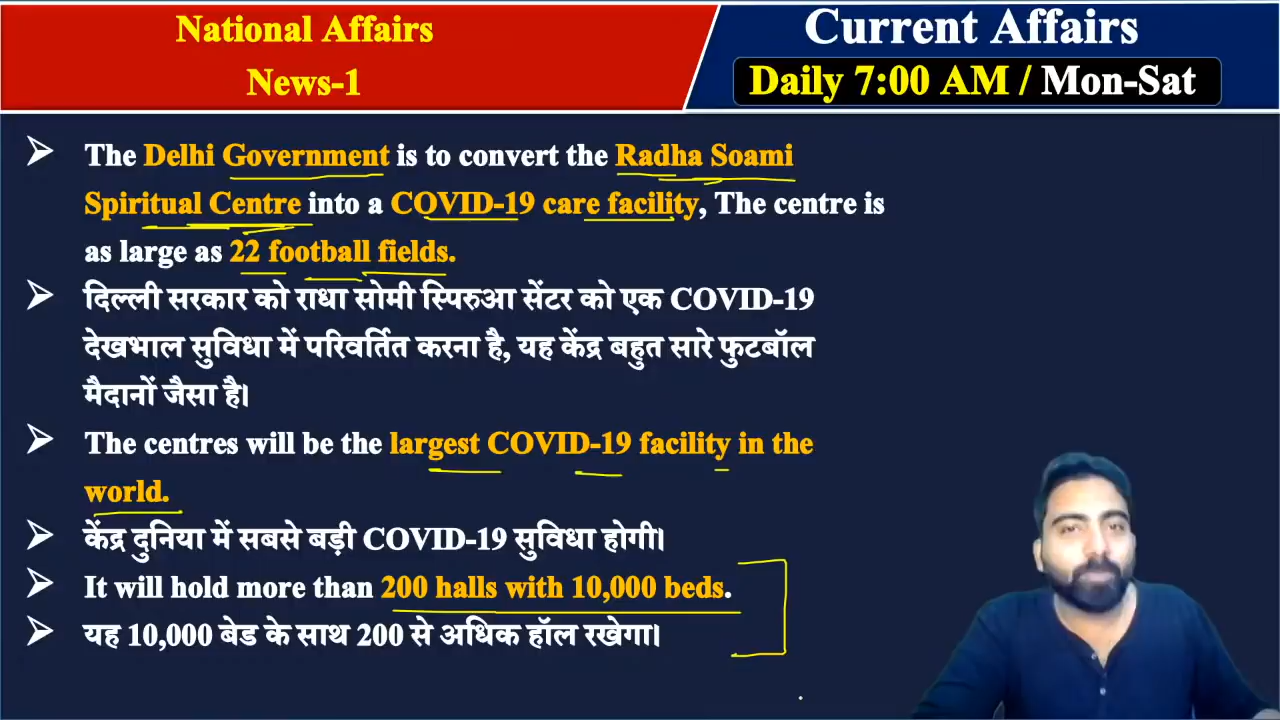 National Affairs
News-1
Current Affairs
Daily 7:00 AM / Mon-Sat
The Delhi Government is to convert the Radha Soami
Spiritual Centre into a COVID-19 care facility, The centre is
as large as 22 football fields.
दिल्ली सरकार को राधा सोमी स्पिरुआ सेंटर को एक COVID-19
देखभाल सुविधा में परिवर्तित करना है, यह केंद्र बहुत सारे फुटबॉल
मैदानों जैसा है।
The centres will be the largest COVID-19 facility in the
world.
केंद्र दुनिया में सबसे बड़ी COVID-19 सुविधा होगी।
It will hold more than 200 halls with 10,000 beds.
यह 10,000 बेड के साथ 200 से अधिक हॉल रखेगा।